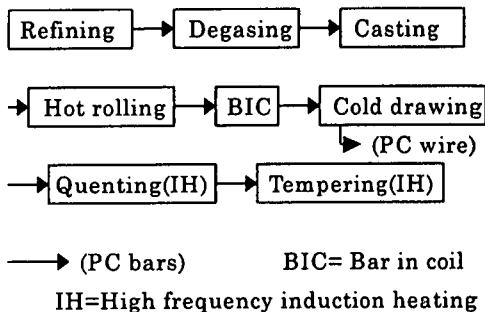 Refining Degasing Casting
Hot rolling BIC Cold drawing
(PC wire)
Quenting(IH) Tempering(IH)
(PC bars) BIC= Bar in coil
IH=High frequency induction heating